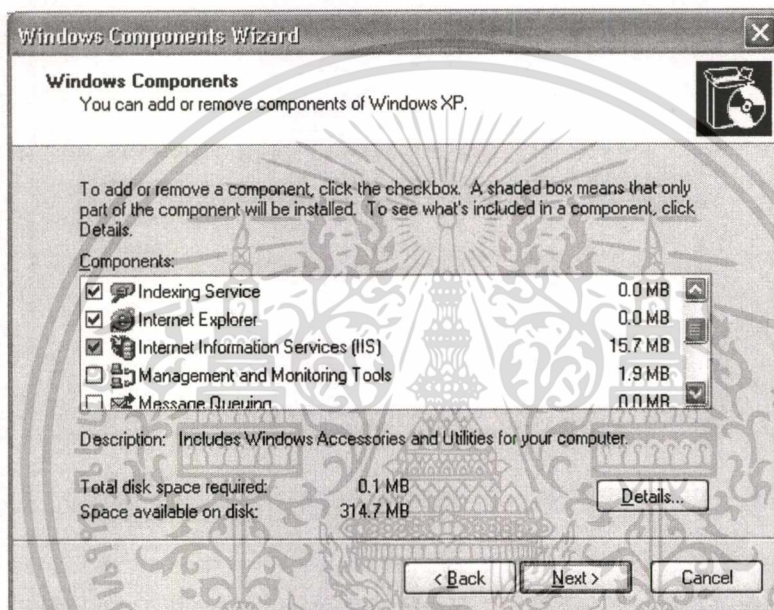 Windows Components Wizard
Windows Components
You can add or remove components of Windows XP.
To add or remove a component, click the checkbox. A shaded box means that only
part of the component will be installed. To see what's included in a component, click
Details.
Components:
Indexing Service 0.0 MB
Internet Explorer 0.0 MB
Internet Information Services (IIS) 15.7 MB
Management and Monitoring Tools 1.9 MB
Message Queuing 0.0 MB
Description: Includes Windows Accessories and Utilities for your computer.
Total disk space required: 0.1 MB
Space available on disk: 314.7 MB
Details...
< Back Next > Cancel